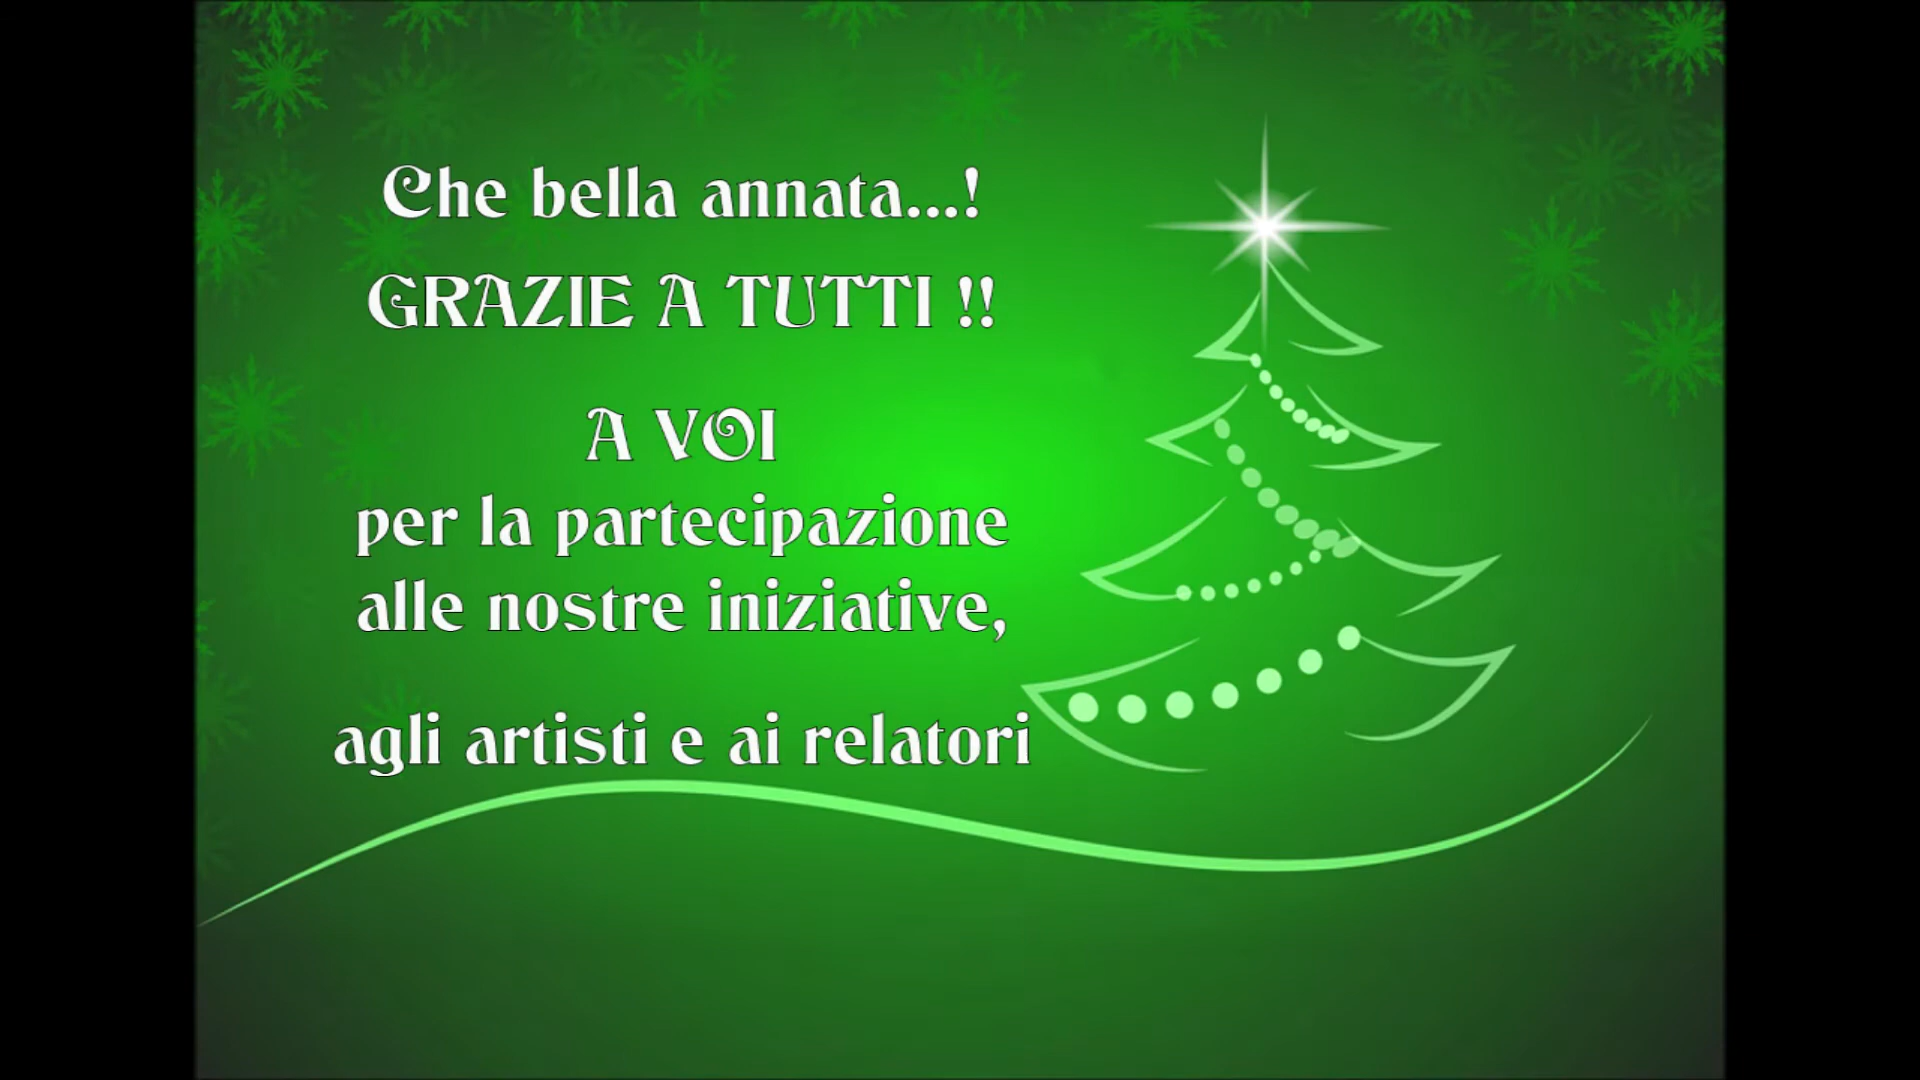 Che bella annata...!
GRAZIE A TUTTI !!
A VOI
per la partecipazione
alle nostre iniziative,
agli artisti e ai relatori